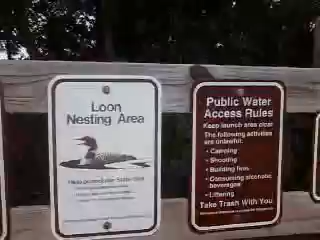 Loon
Nesting Area
Public Water
Access Rules
Keep launch area clear
The following activities
are unlawful:
• Camping
• Shooting
• Building fires
• Consuming alcoholic
beverages
• Littering
Take Trash With You